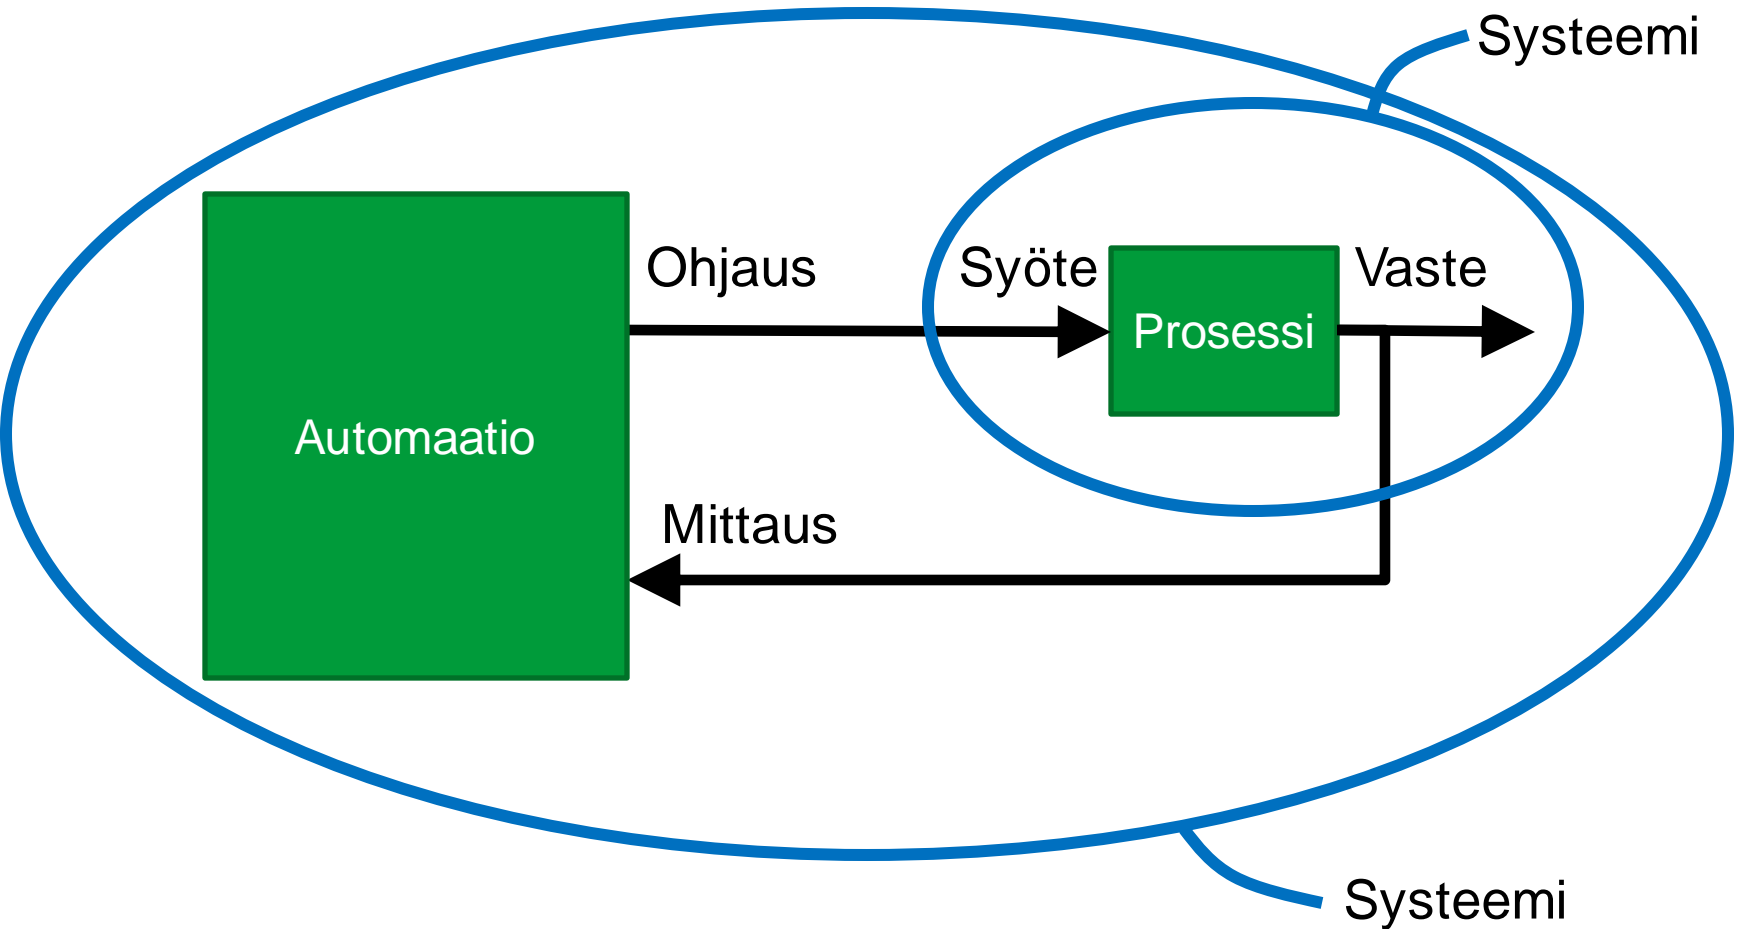 Systeemi
Ohjaus
Syöte
Vaste
Prosessi
Automaatio
Mittaus
Systeemi